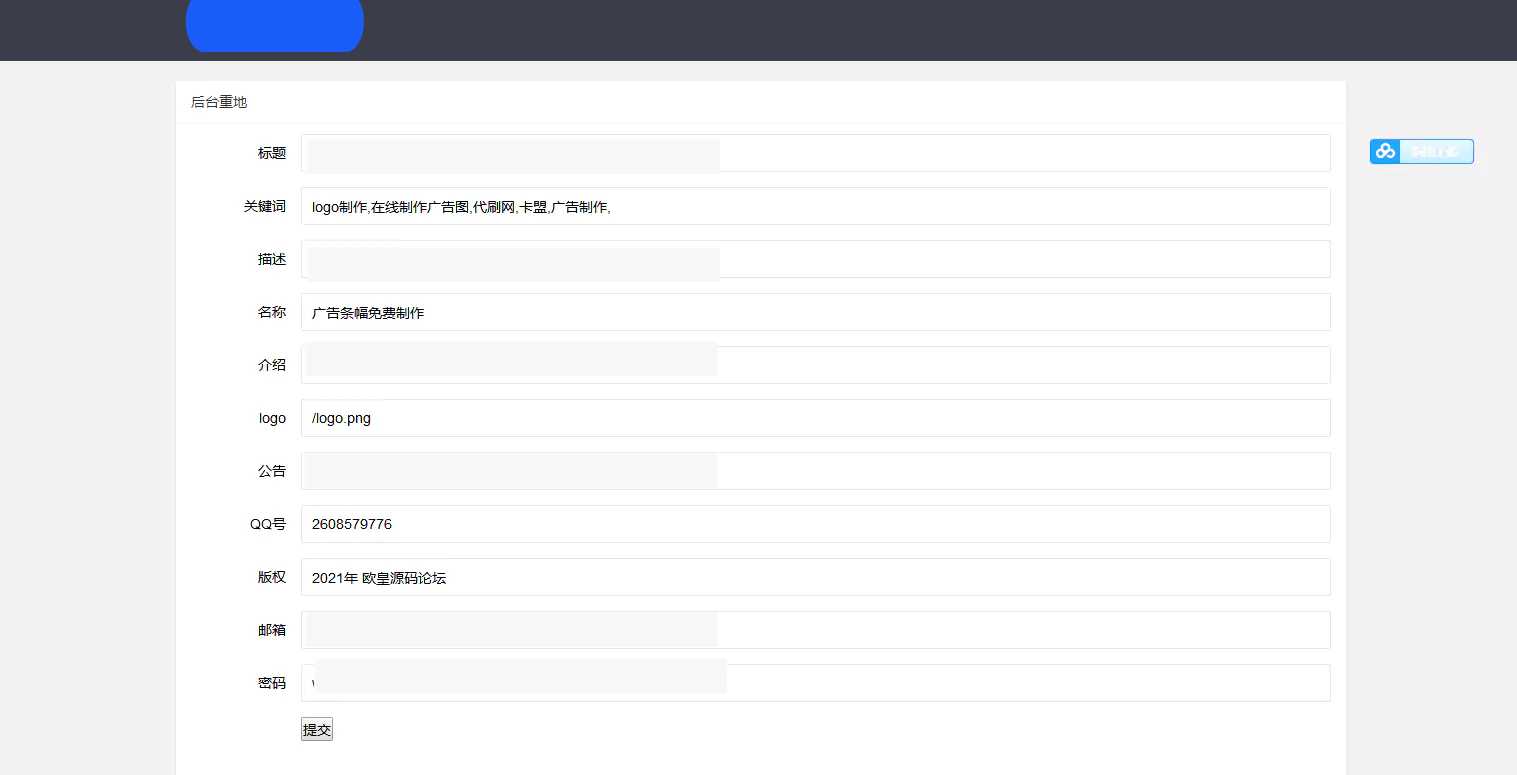 后台重地
标题
关键词 logo制作,在线制作广告图,代刷网,卡盟,广告制作,
描述
名称 广告条幅免费制作
介绍
logo /logo.png
公告
QQ号 2608579776
版权 2021年 欧皇源码论坛
邮箱
密码
提交